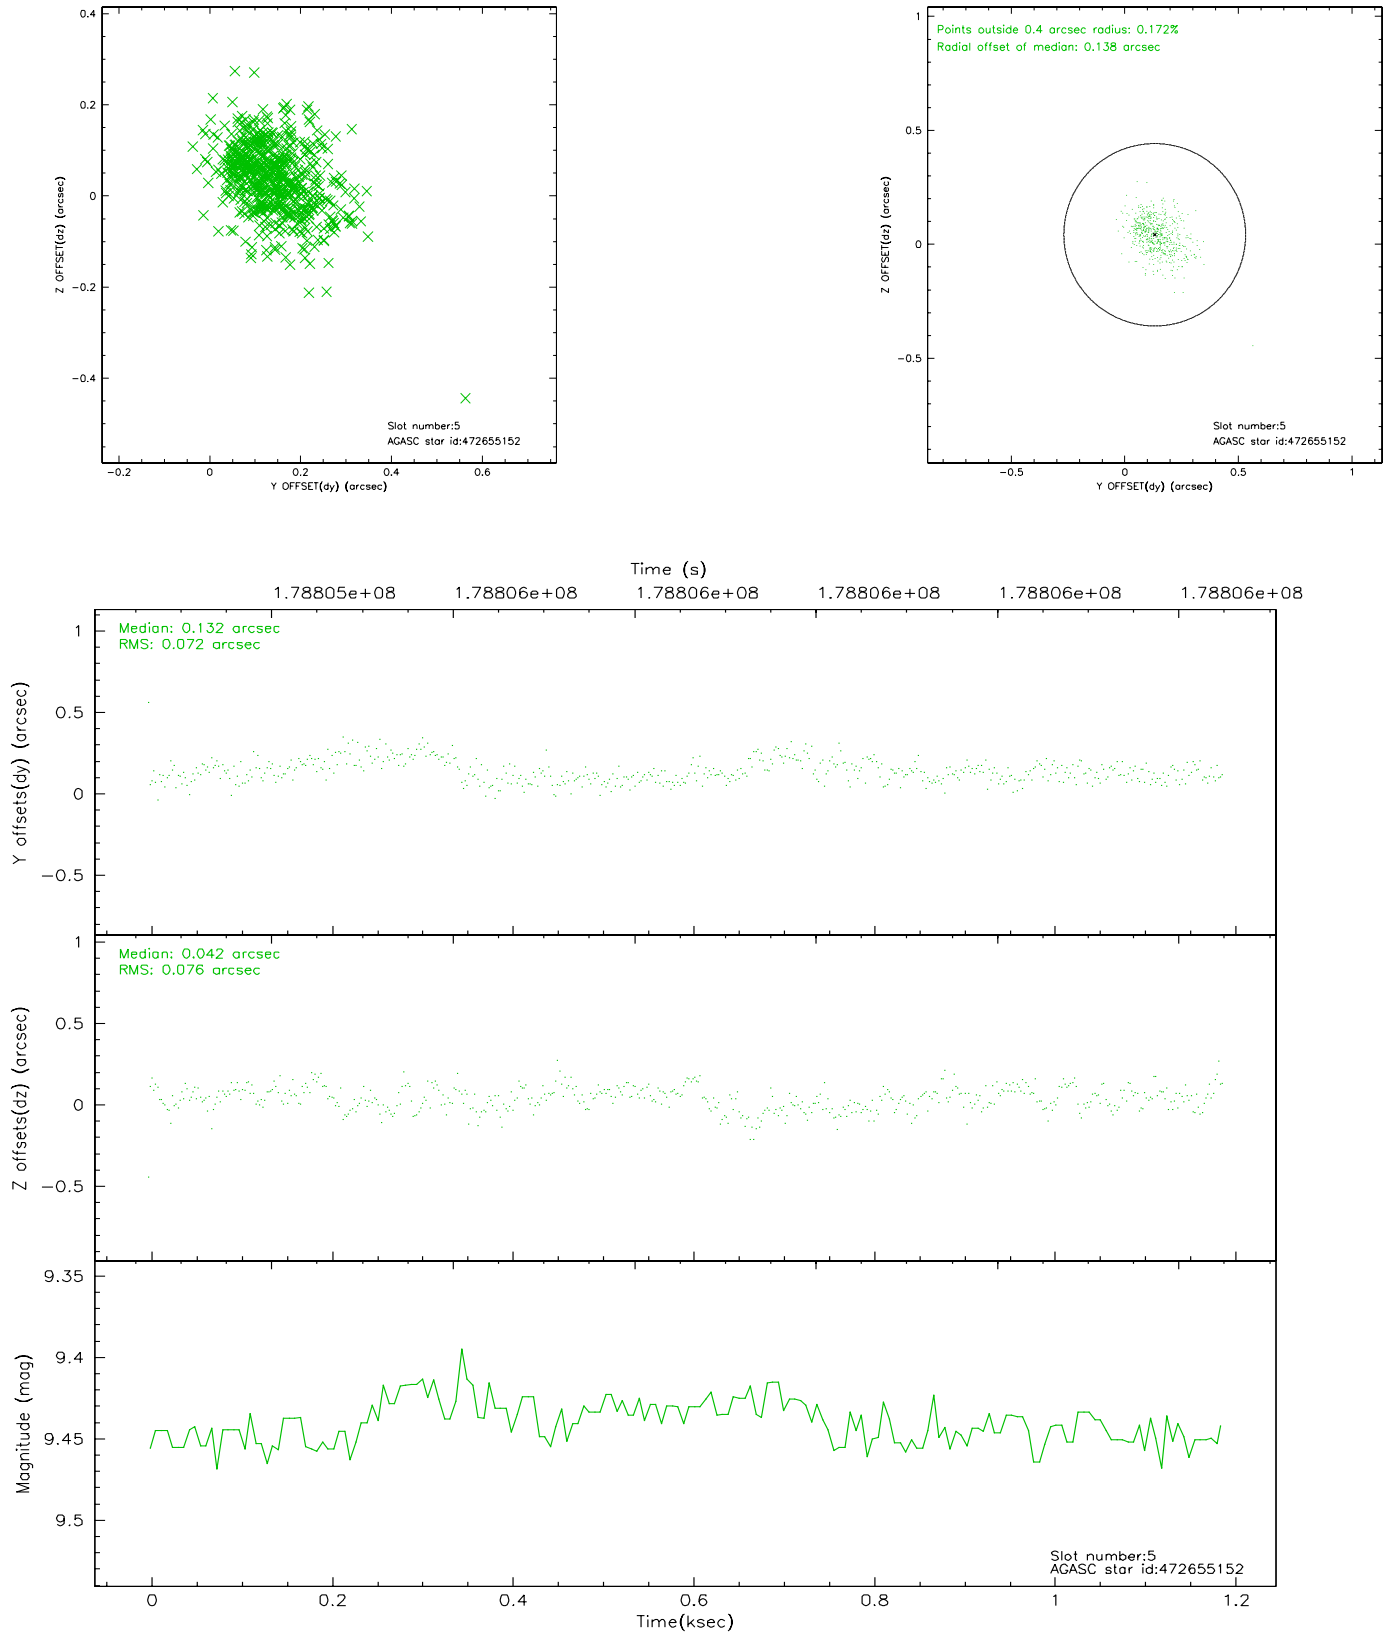 0.4
0.2
0
−0.2
−0.4
Z OFFSET(dz) (arcsec)
Slot number:5
AGASC star id:472655152
−0.2 0 0.2 0.4 0.6
Y OFFSET(dy) (arcsec)
Points outside 0.4 arcsec radius: 0.172%
Radial offset of median: 0.138 arcsec
1
0.5
0
−0.5
Z OFFSET(dz) (arcsec)
Slot number:5
AGASC star id:472655152
−0.5 0 0.5 1
Y OFFSET(dy) (arcsec)
Time (s)
1.78805e+08 1.78806e+08 1.78806e+08 1.78806e+08 1.78806e+08 1.78806e+08
Median: 0.132 arcsec
RMS: 0.072 arcsec
1
0.5
0
−0.5
Y offsets(dy) (arcsec)
Median: 0.042 arcsec
RMS: 0.076 arcsec
1
0.5
0
−0.5
Z offsets(dz) (arcsec)
9.35
9.4
9.45
9.5
Magnitude (mag)
Slot number:5
AGASC star id:472655152
0 0.2 0.4 0.6 0.8 1 1.2
Time(ksec)